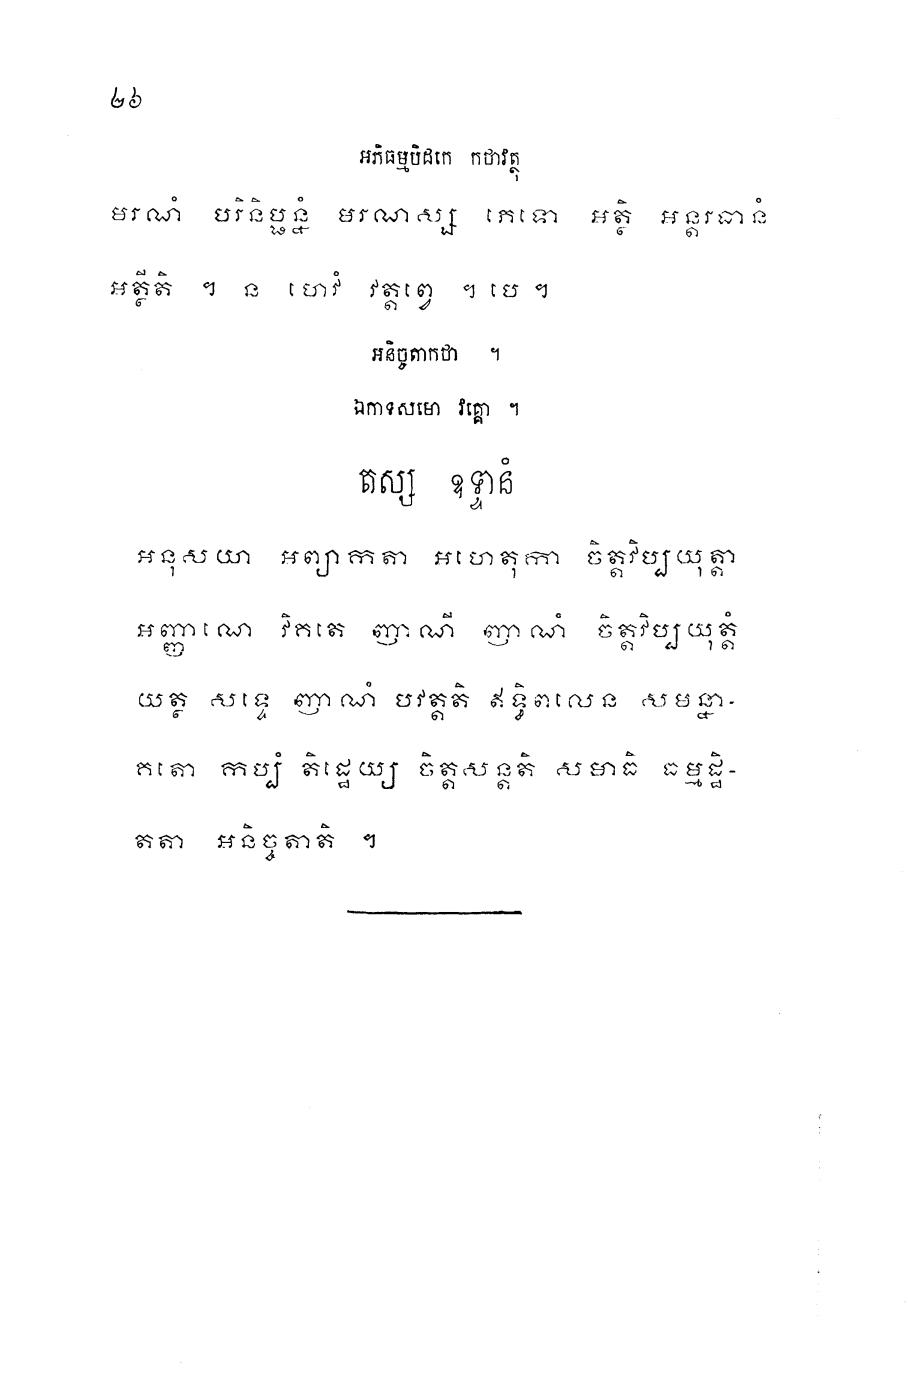 ២៦
អភិធម្មបិដកេ កថាវត្ថុ
មរណំ បរិនិប្ផន្នំ មរណស្ស ភេទោ អត្ថិ អន្តរធានំ
អត្ថីតិ ។ ន ហេវំ វត្តព្វេ ។ បេ ។
អនិច្ចតាកថា ។
ឯកាទសមោ វគ្គោ ។
តស្ស ឧទ្ទានំ
អនុសយា អព្យាកតា អហេតុកា ចិត្តវិប្បយុត្តា
អញ្ញាណេ វិគតេ ញាណី ញាណំ ចិត្តវិប្បយុត្តំ
យត្ថ សទ្ទេ ញាណំ បវត្តតិ ឥទ្ធិពលេន សមន្នា-
គតោ កប្បំ តិដ្ឋេយ្យ ចិត្តសន្តតិ សមាធិ ធម្មដ្ឋិ-
តតា អនិច្ចតាតិ ។